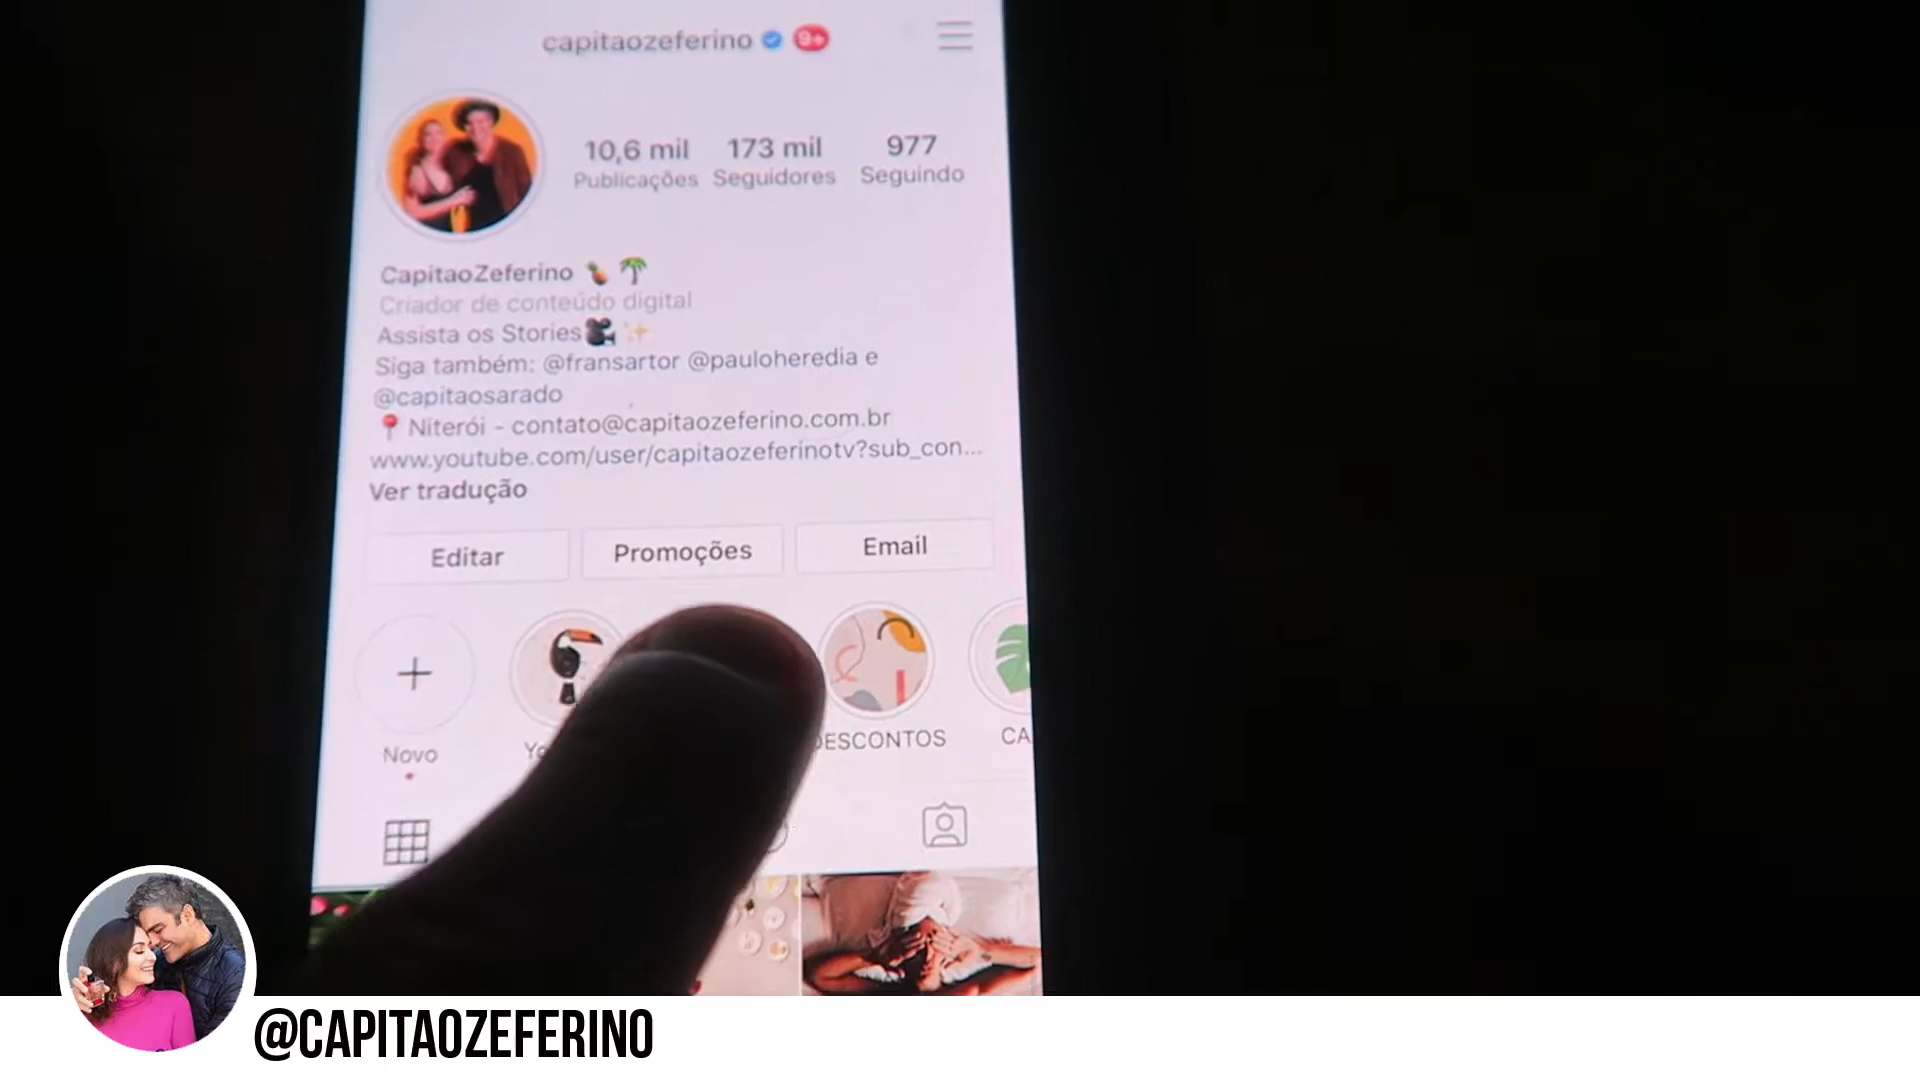 capitaozeferino 9+
10,6 mil 173 mil 977
Publicações Seguidores Seguindo
CapitaoZeferino
Criador de conteúdo digital
Assista os Stories
Siga também: @fransartor @pauloheredia e
@capitaosarado
Niterói - contato@capitaozeferino.com.br
www.youtube.com/user/capitaozeferinotv?sub_con...
Ver tradução
Editar Promoções Email
Novo ESCONTOS CA
@CAPITAOZEFERINO